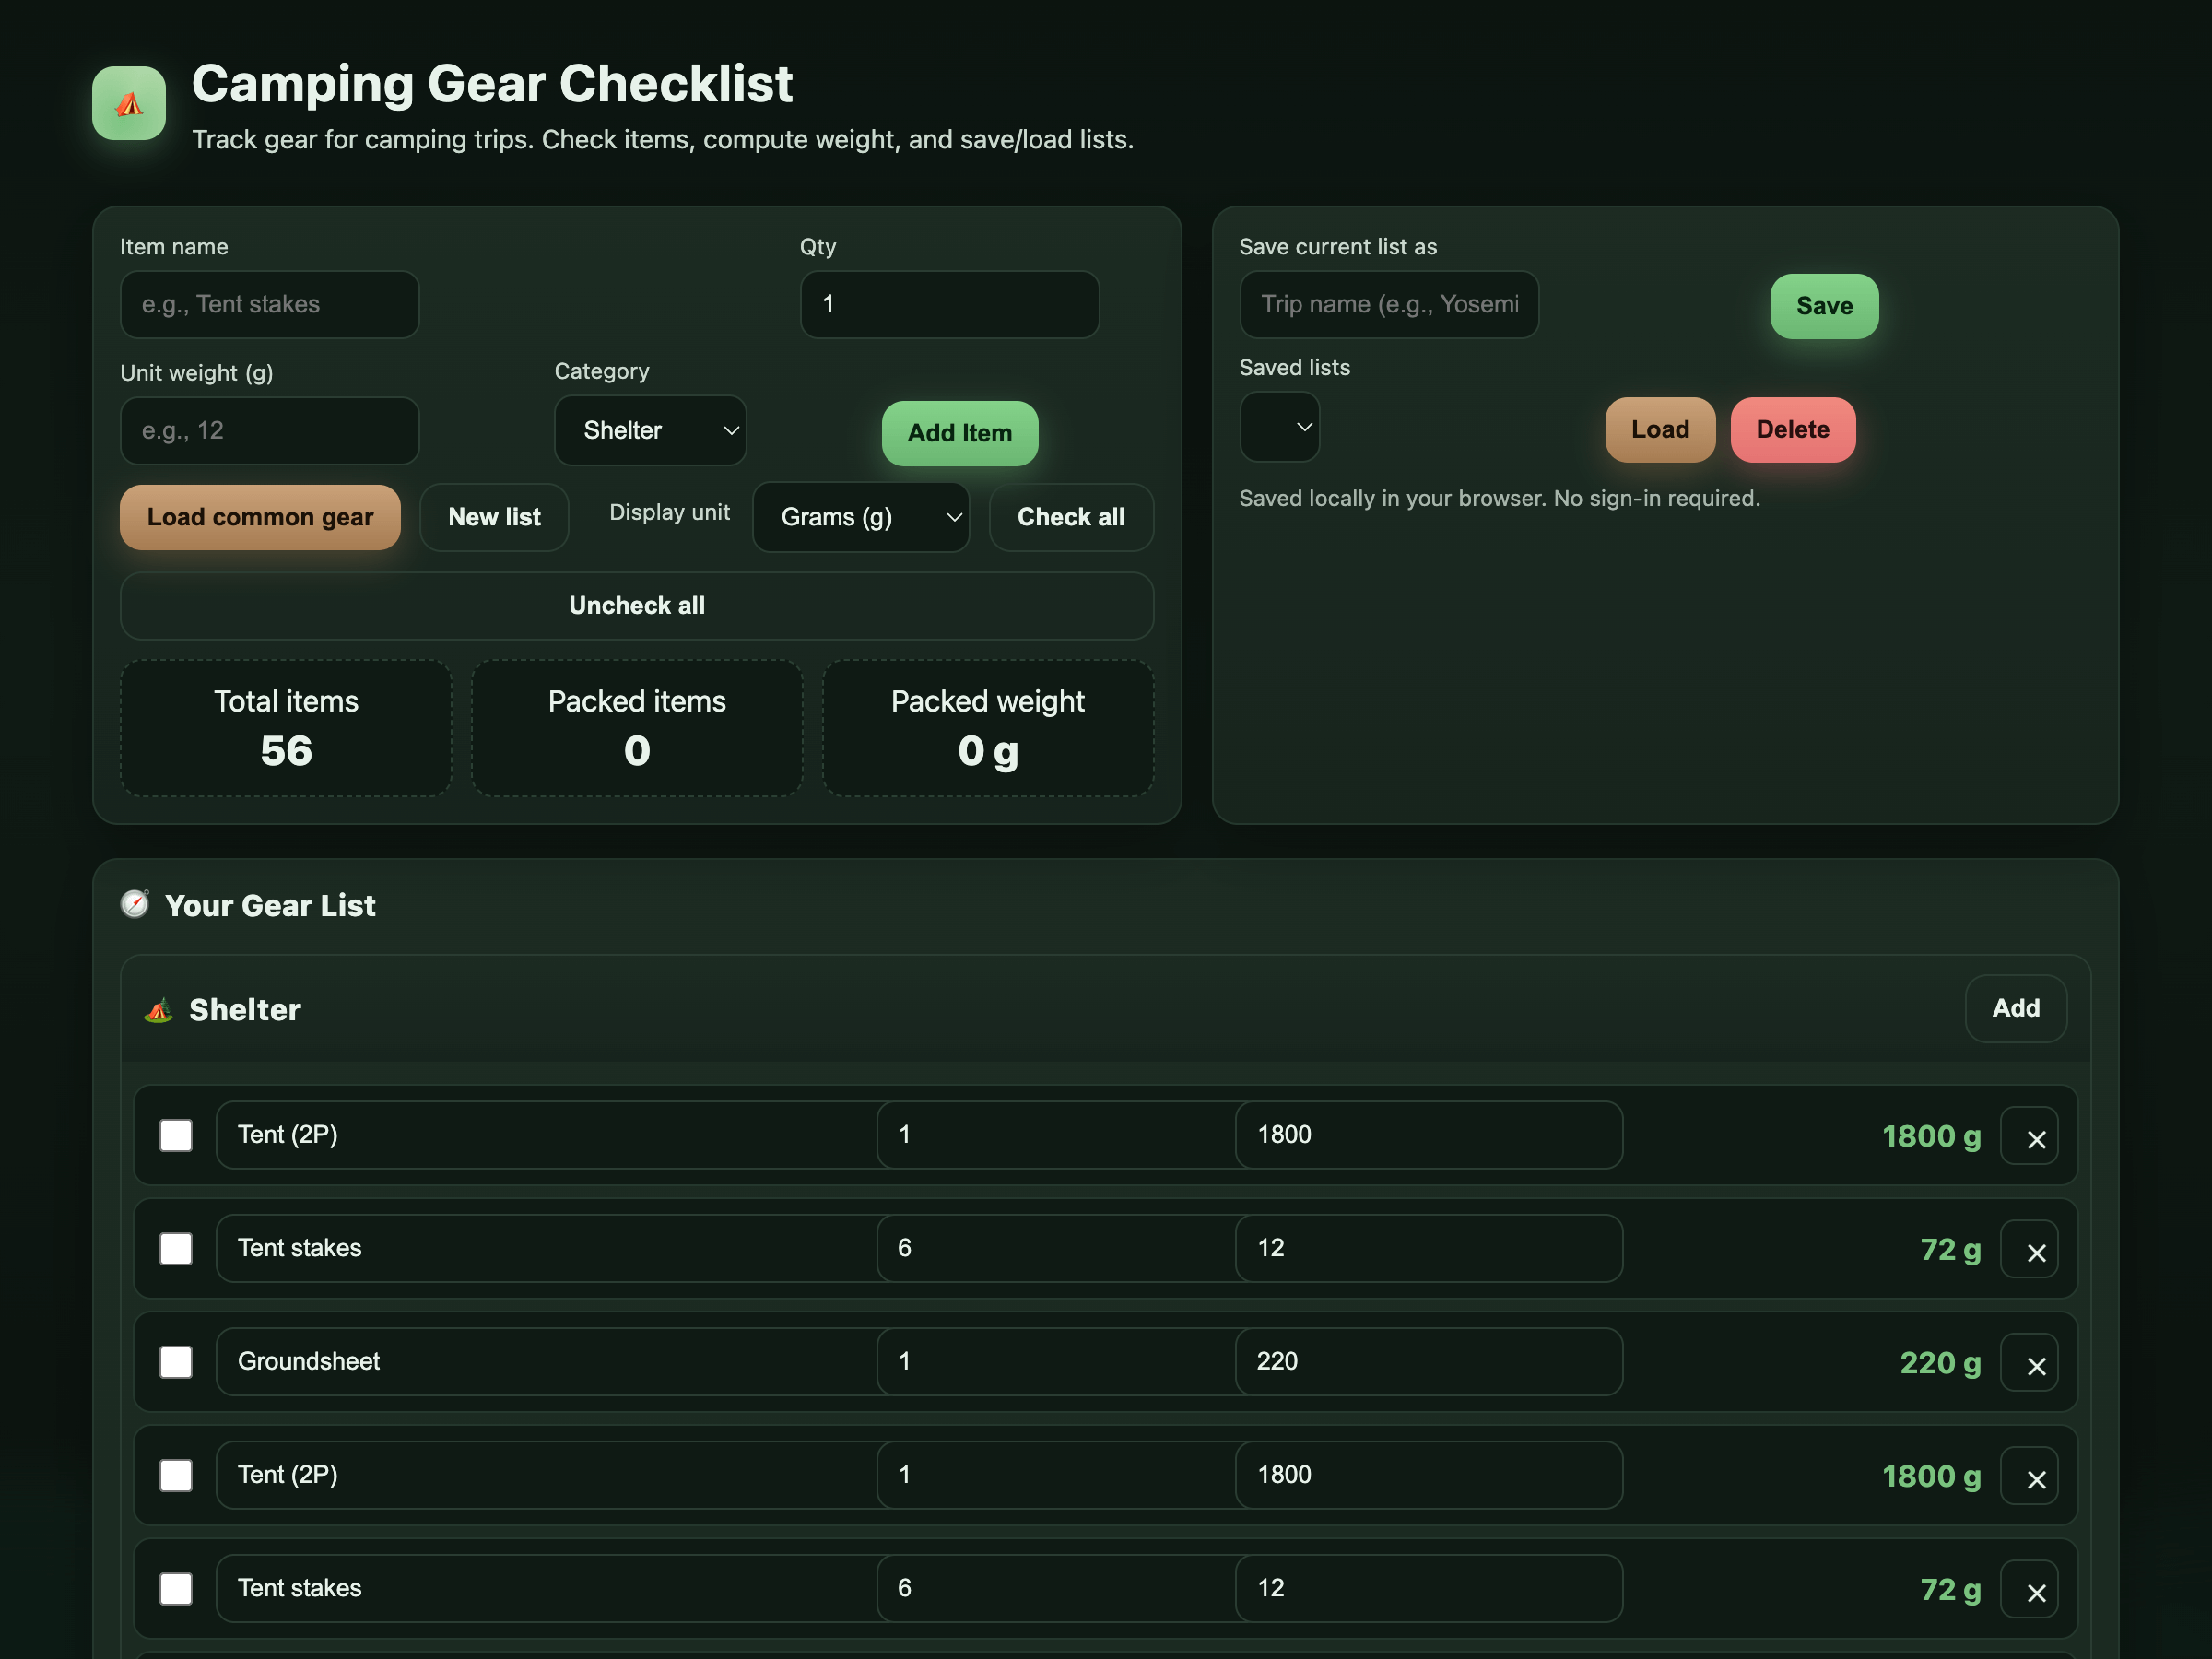 Camping Gear Checklist
Track gear for camping trips. Check items, compute weight, and save/load lists.
Item name
Qty
e.g., Tent stakes
1
Unit weight (g)
Category
e.g., 12
Shelter
Add Item
Load common gear
New list
Display unit
Grams (g)
Check all
Uncheck all
Total items
56
Packed items
0
Packed weight
0 g
Save current list as
Trip name (e.g., Yosemi
Save
Saved lists
Load
Delete
Saved locally in your browser. No sign-in required.
Your Gear List
Shelter
Add
Tent (2P) 1 1800 1800 g ×
Tent stakes 6 12 72 g ×
Groundsheet 1 220 220 g ×
Tent (2P) 1 1800 1800 g ×
Tent stakes 6 12 72 g ×